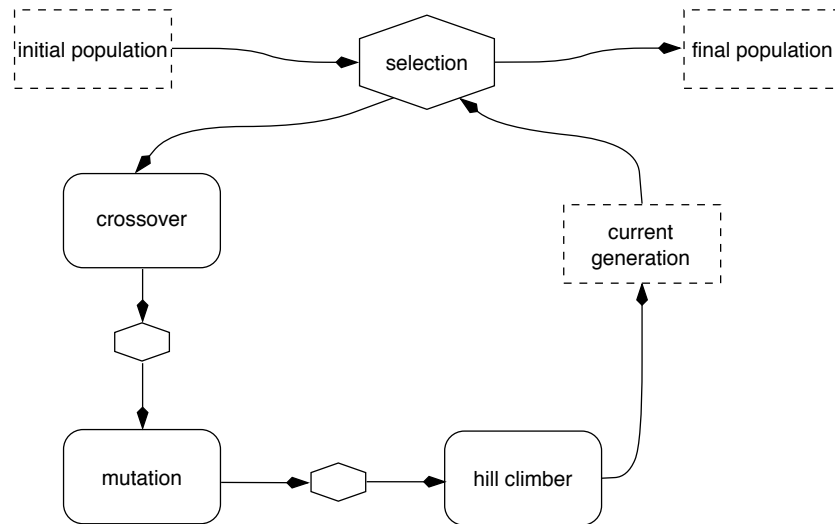 initial population
selection
final population
crossover
current
generation
mutation
hill climber